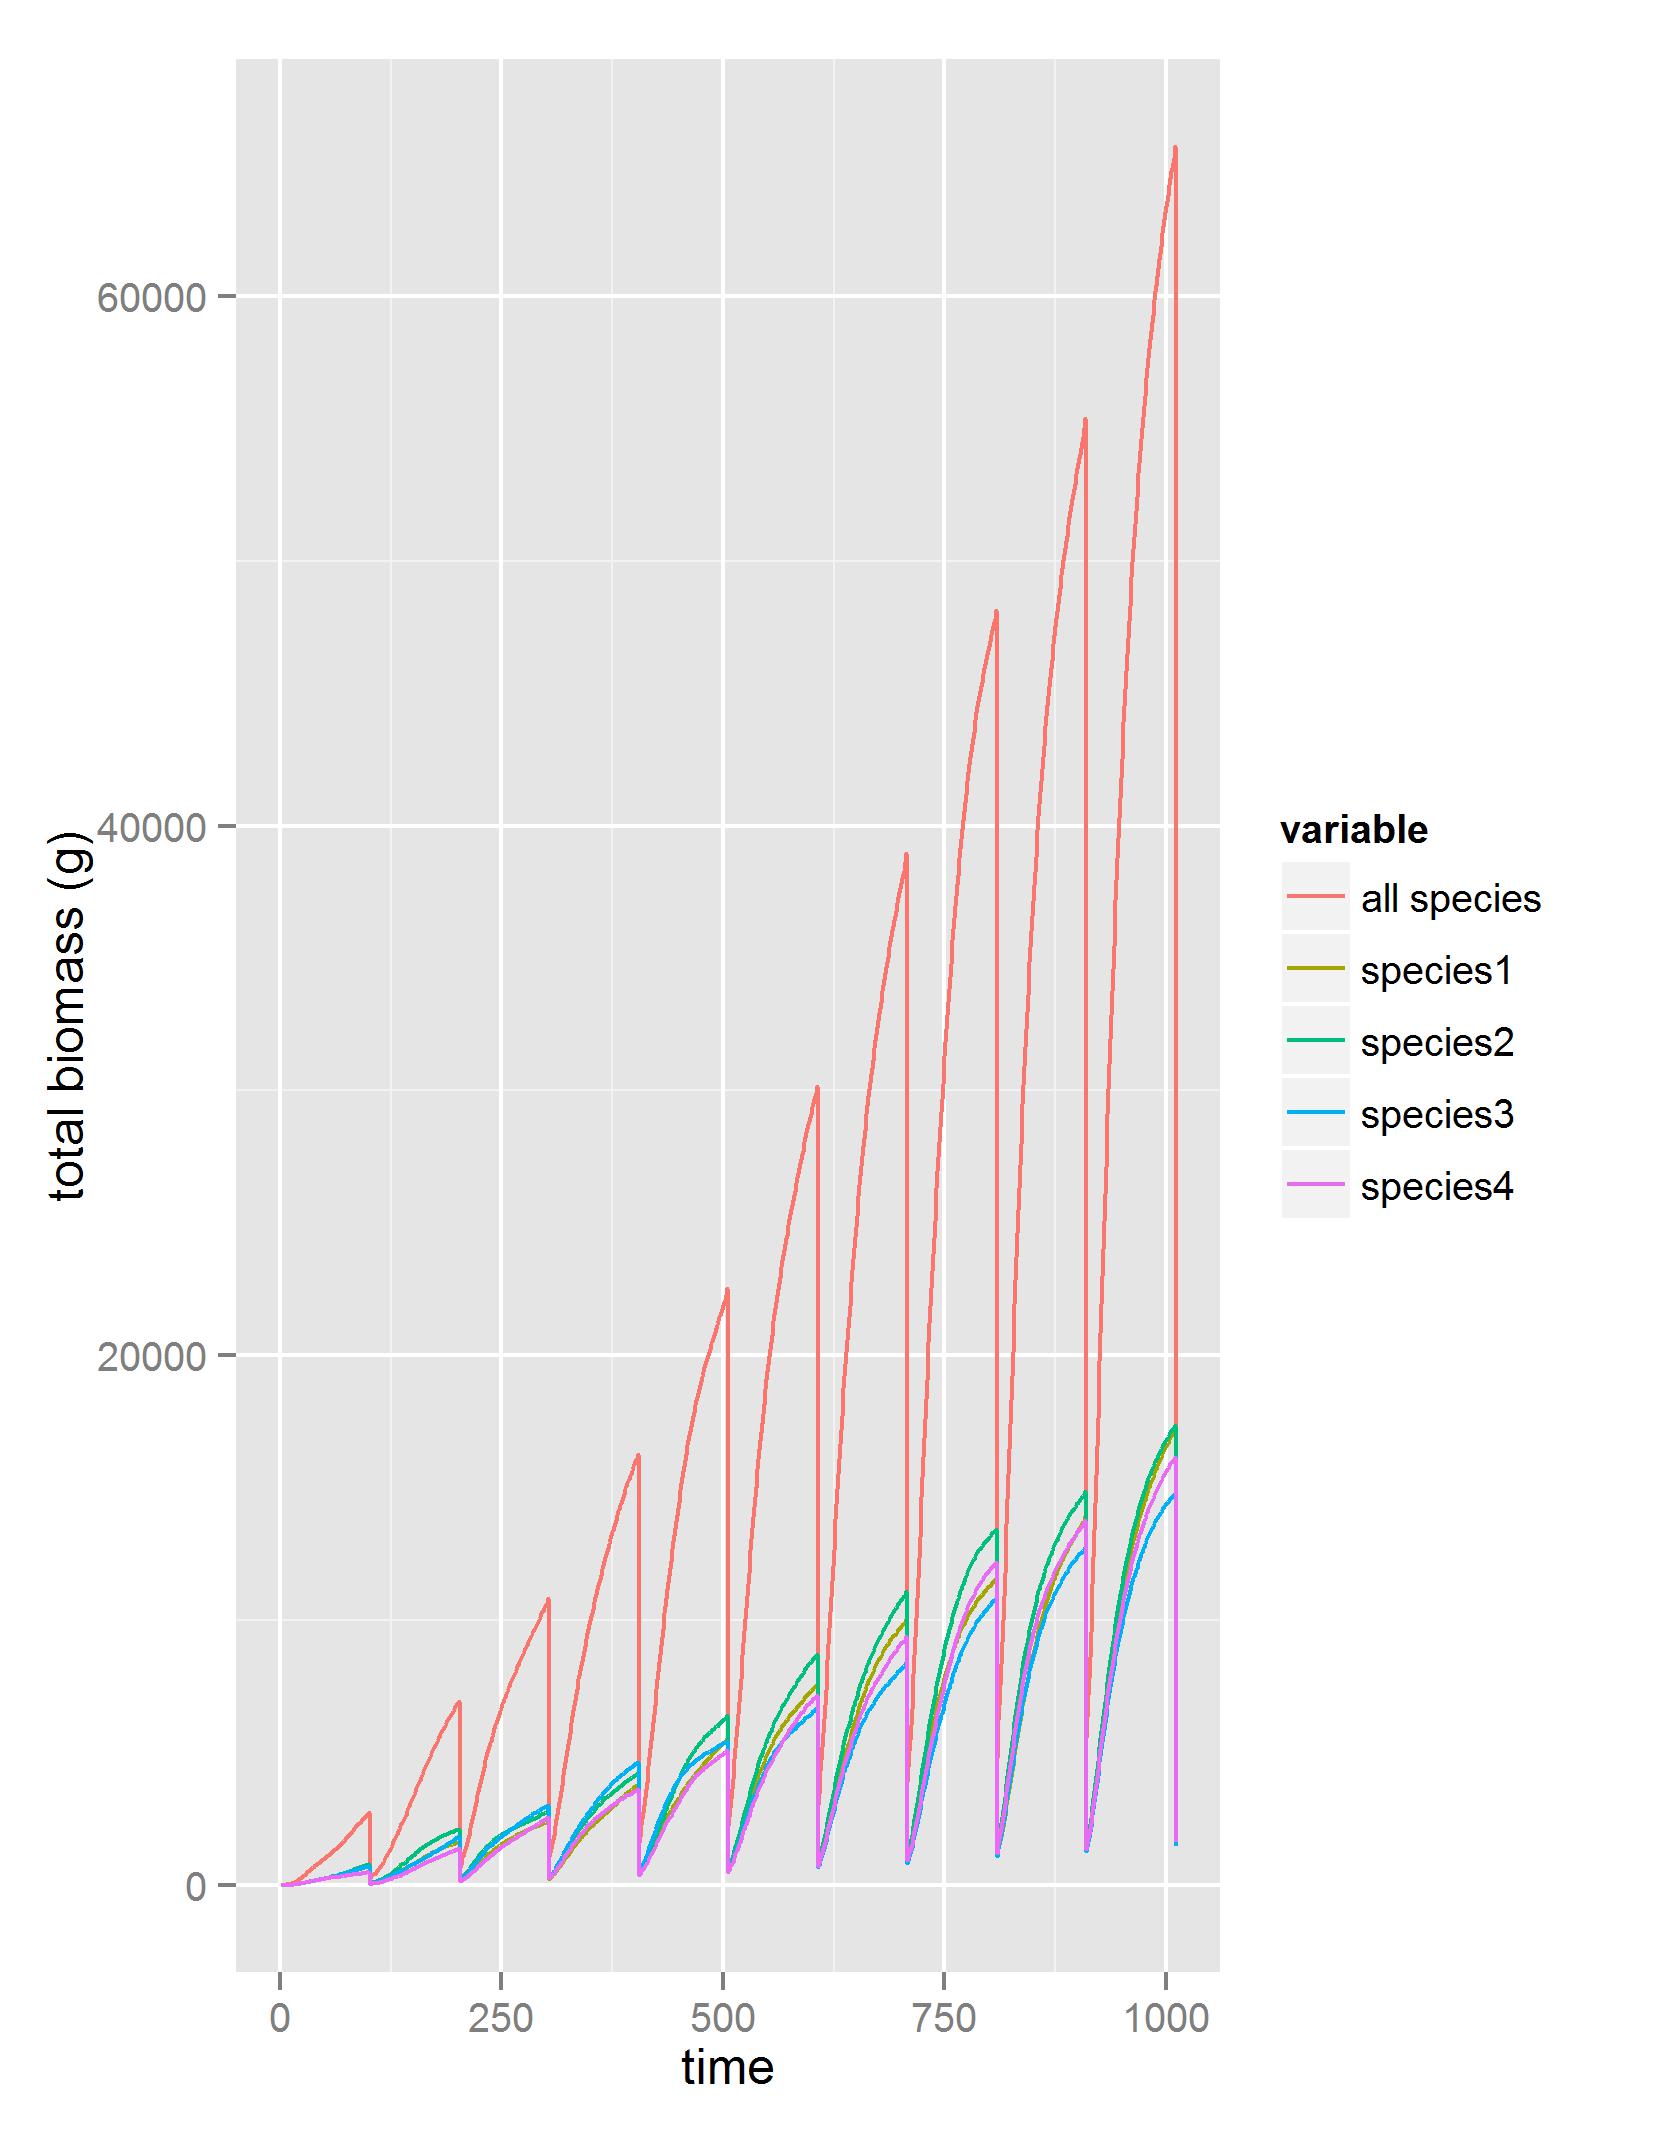 total biomass (g)
60000
40000
20000
0
0 250 500 750 1000
time
variable
all species
species1
species2
species3
species4